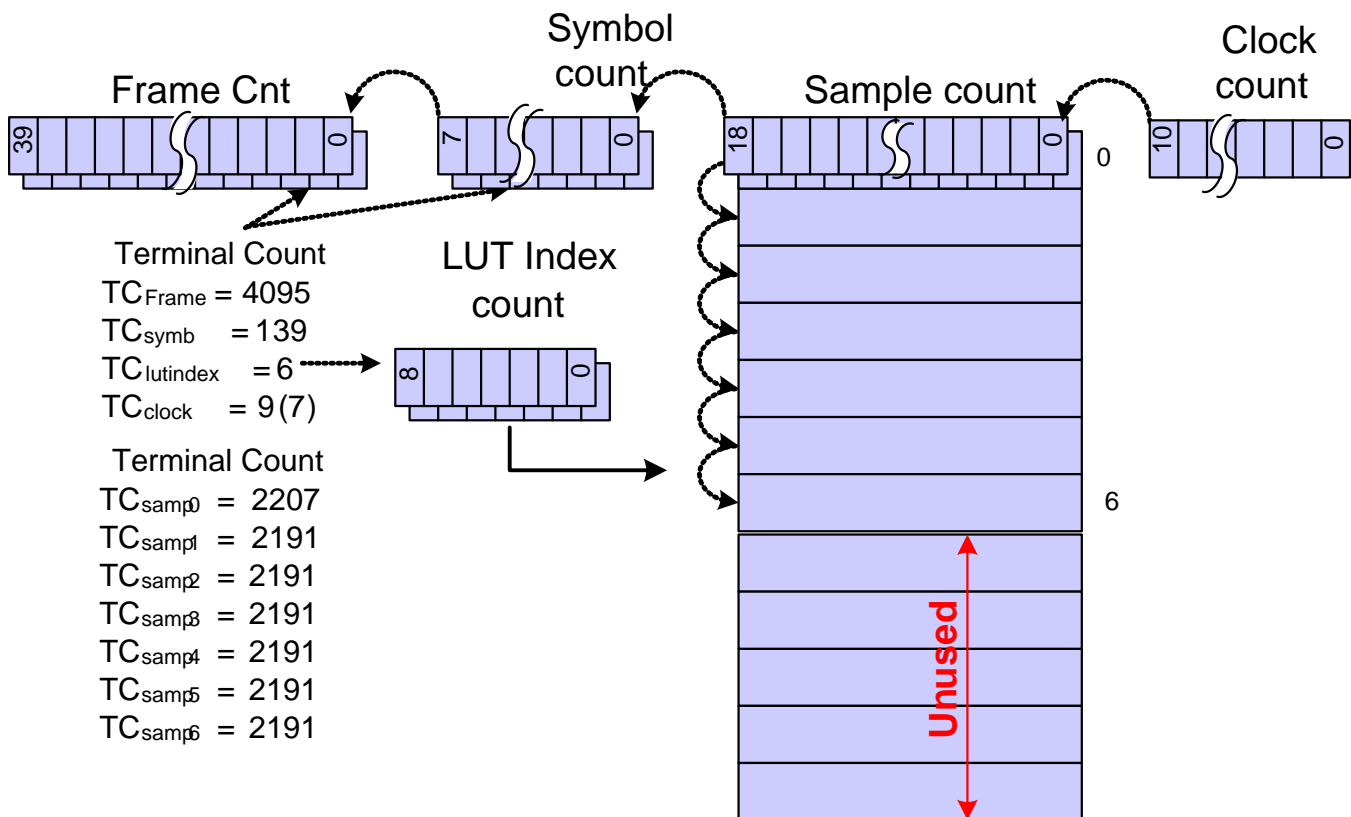 Symbol
count
Clock
count
Frame Cnt
Sample count
39
0
7
0
18
0
0
10
0
Terminal Count
TCFrame = 4095
TCsymb = 139
TClutindex = 6
TCclock = 9(7)
LUT Index
count
8
0
Terminal Count
TCsamp0 = 2207
TCsamp1 = 2191
TCsamp2 = 2191
TCsamp3 = 2191
TCsamp4 = 2191
TCsamp5 = 2191
TCsamp6 = 2191
6
Unused